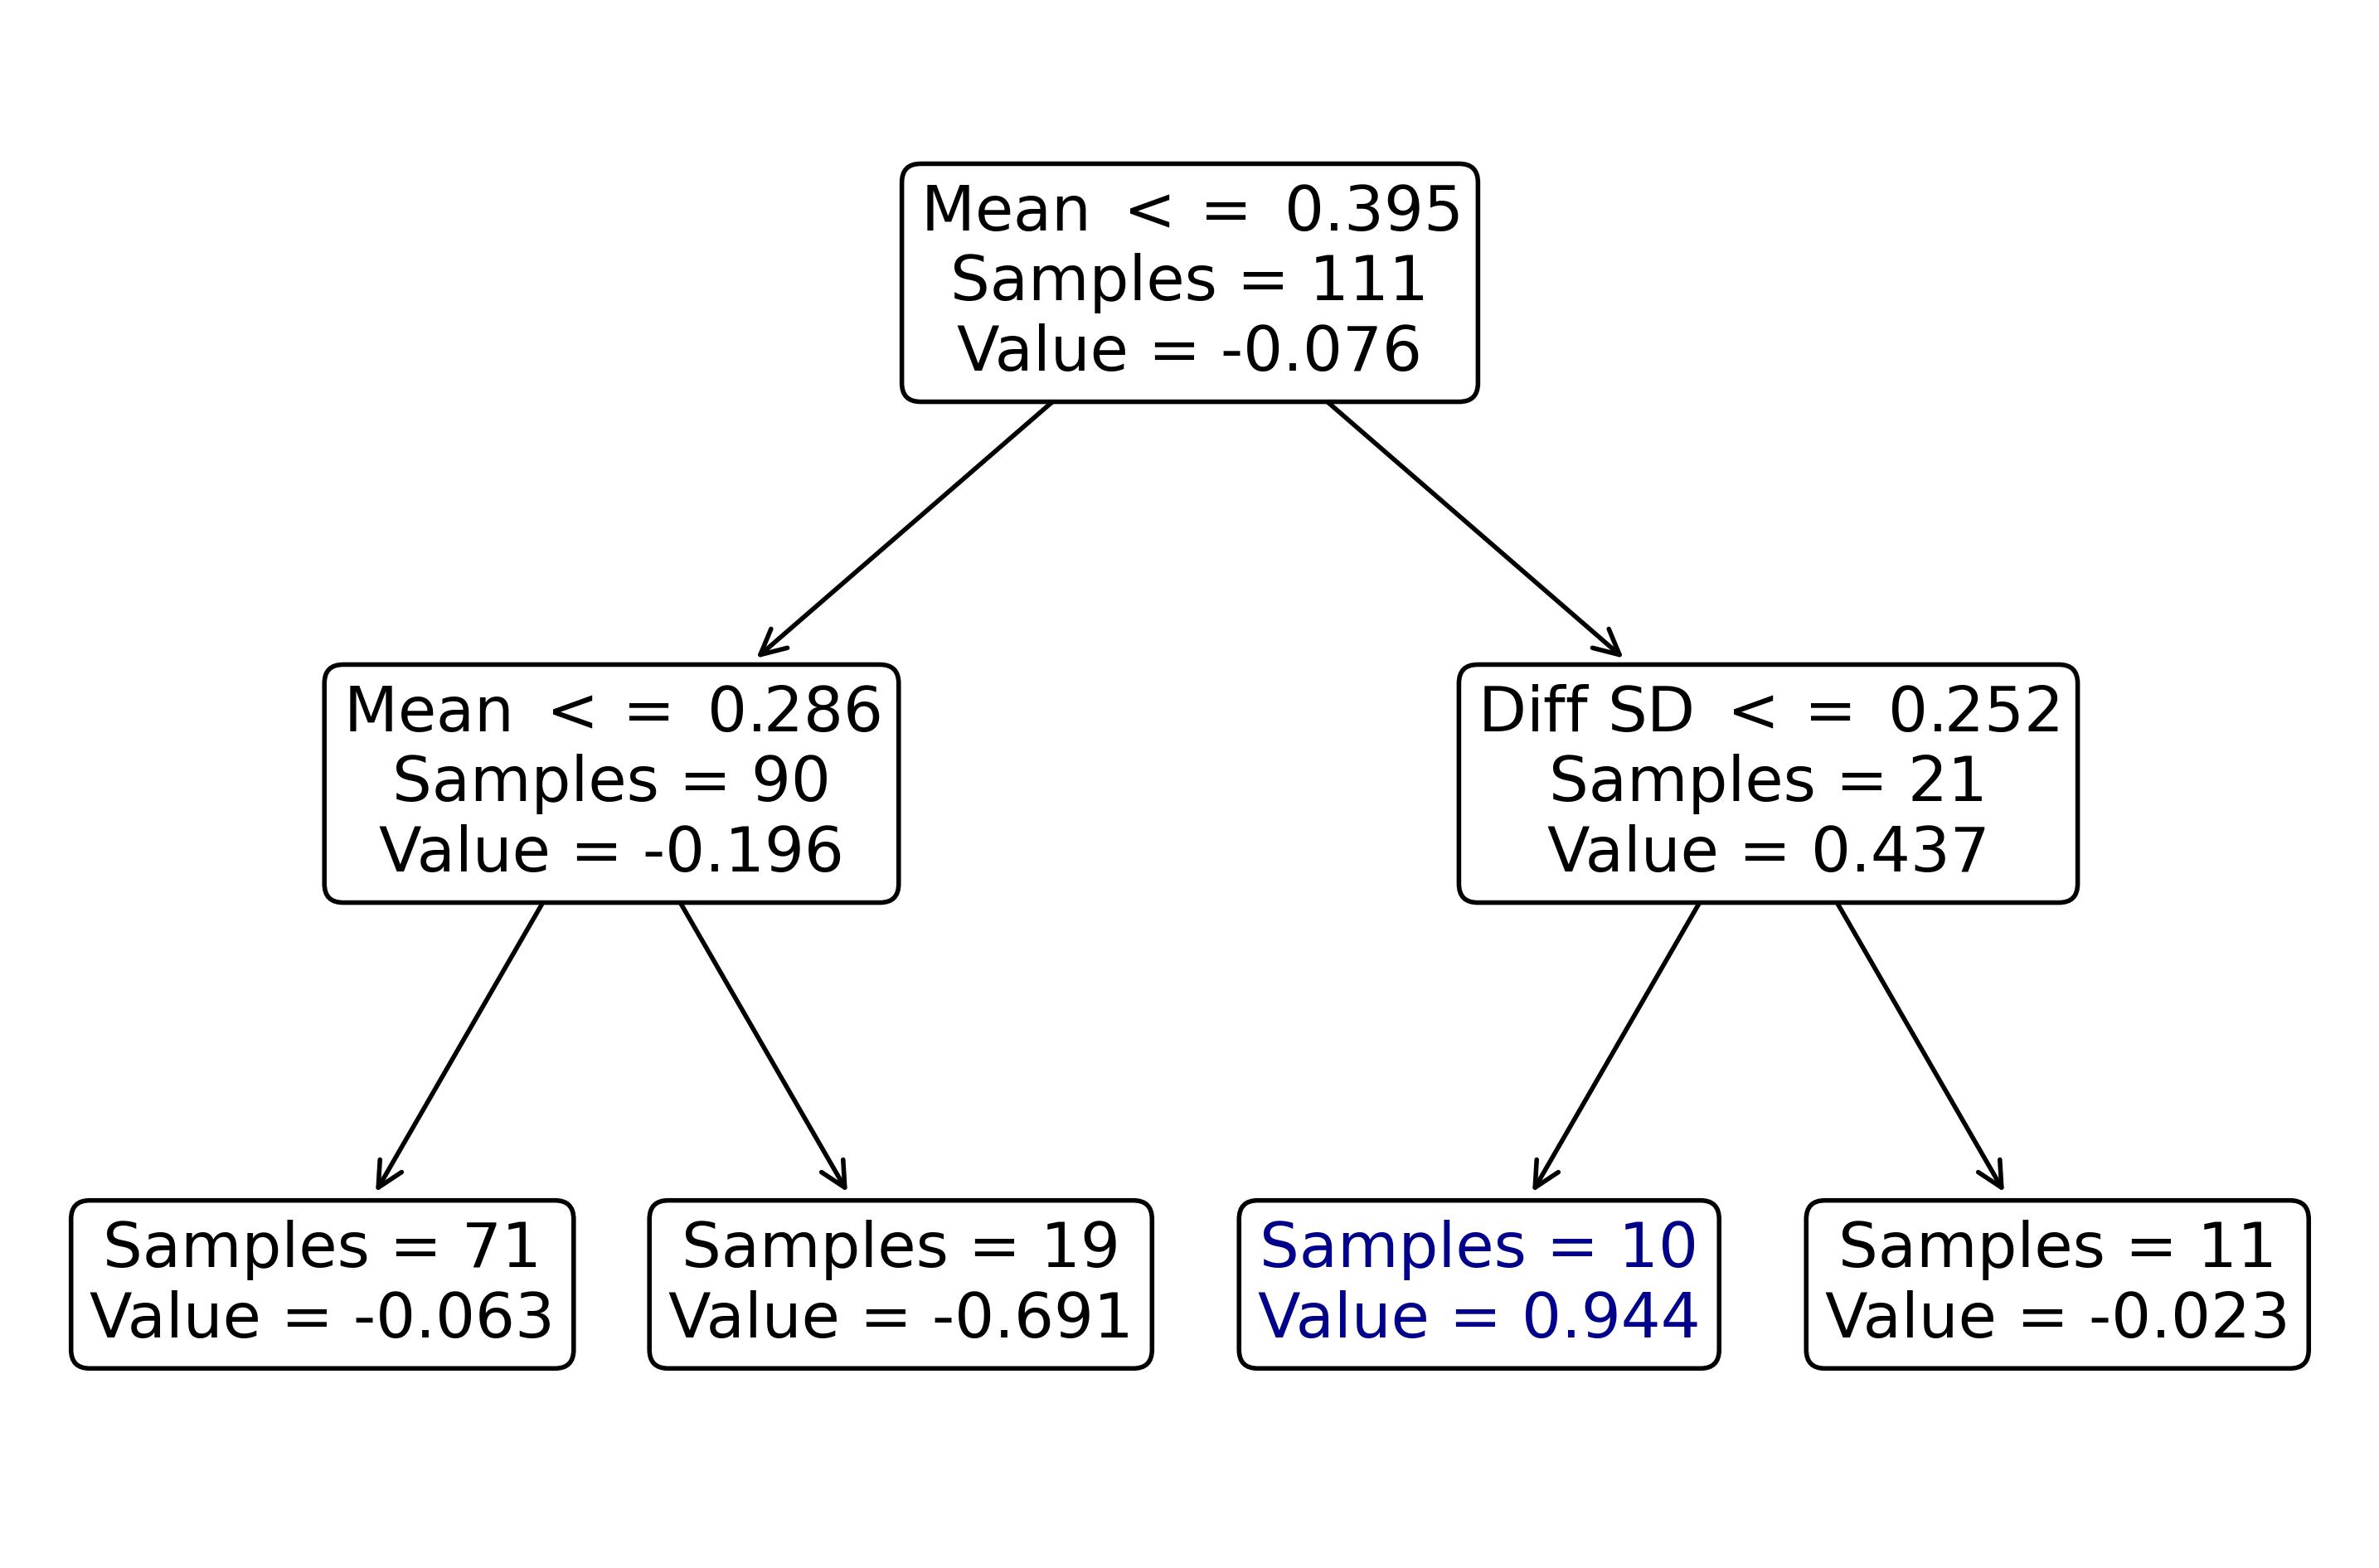 Mean < = 0.395
Samples = 111
Value = -0.076
Mean < = 0.286
Samples = 90
Value = -0.196
Diff SD < = 0.252
Samples = 21
Value = 0.437
Samples = 71
Value = -0.063
Samples = 19
Value = -0.691
Samples = 10
Value = 0.944
Samples = 11
Value = -0.023